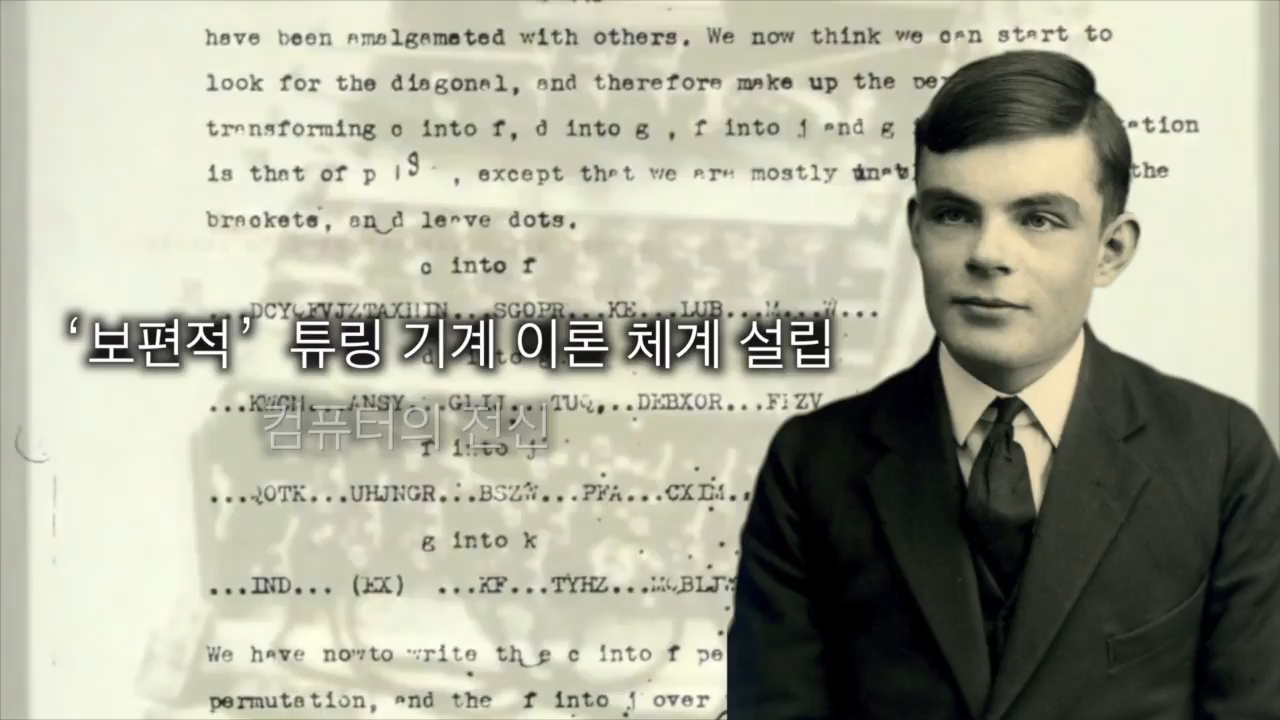 have been amalgamated with others. We now think we can start to
look for the diagonal, and therefore make up the
transforming c into f, d into g , f into j and g
is that of p , except that we are mostly the
brackets, and leave dots.
c into f
‘보편적’ 튜링 기계 이론 체계 설립
...ANSY...GLIJ...TUQ...DEBXOR...
컴퓨터의 전신
f into j
...QOTK...UHJNGR...BSZW...PFA...CXIM..
g into k
...IND... (EX) ...KF...TYHZ...
We have now to write the c into f
permutation, and the f into j over